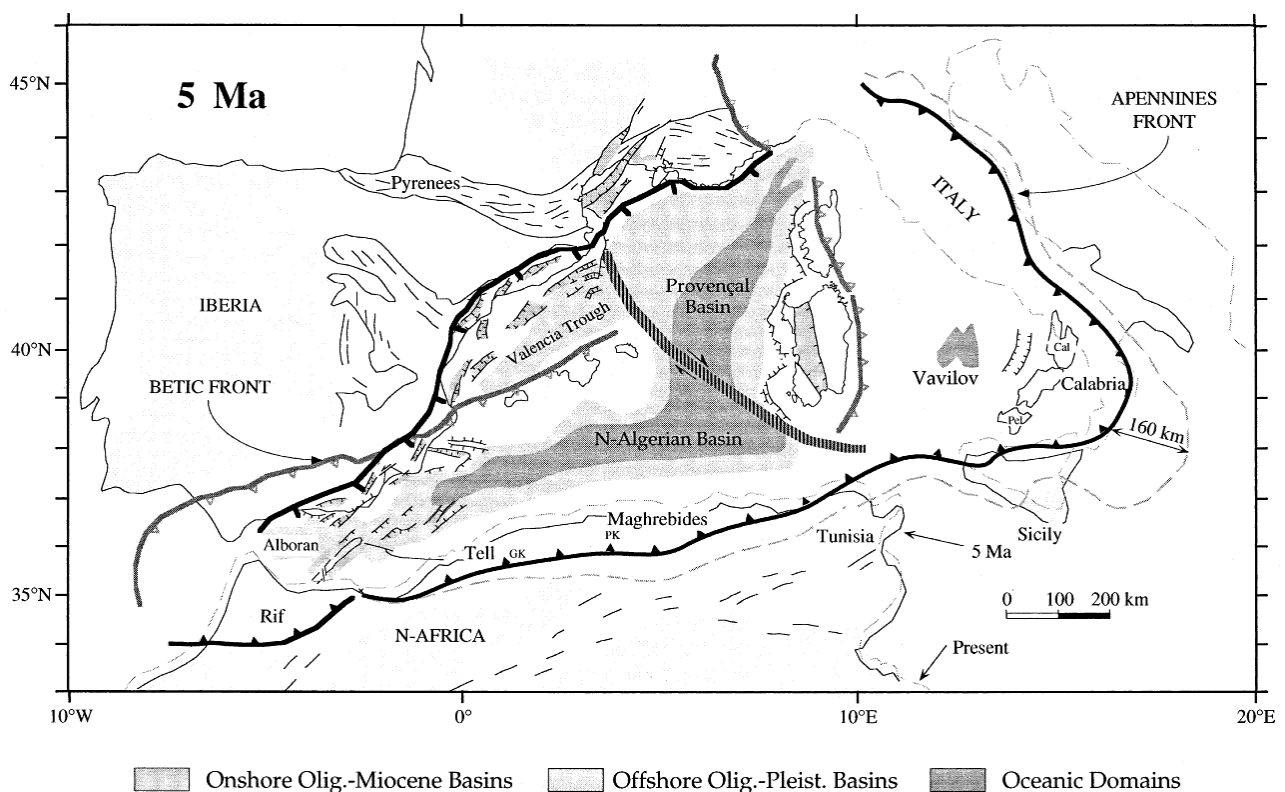 45°N
5 Ma
APENNINES
FRONT
Pyrenees
ITALY
IBERIA
Provençal
Basin
Valencia Trough
40°N
BETIC FRONT
Cal
Vavilov
Calabria
Pel
160 km
N-Algerian Basin
Maghrebides
PK
Sicily
Alboran
Tell
GK
Tunisia
5 Ma
35°N
0 100 200 km
Rif
N-AFRICA
Present
10°W
0°
10°E
20°E
Onshore Olig.-Miocene Basins
Offshore Olig.-Pleist. Basins
Oceanic Domains